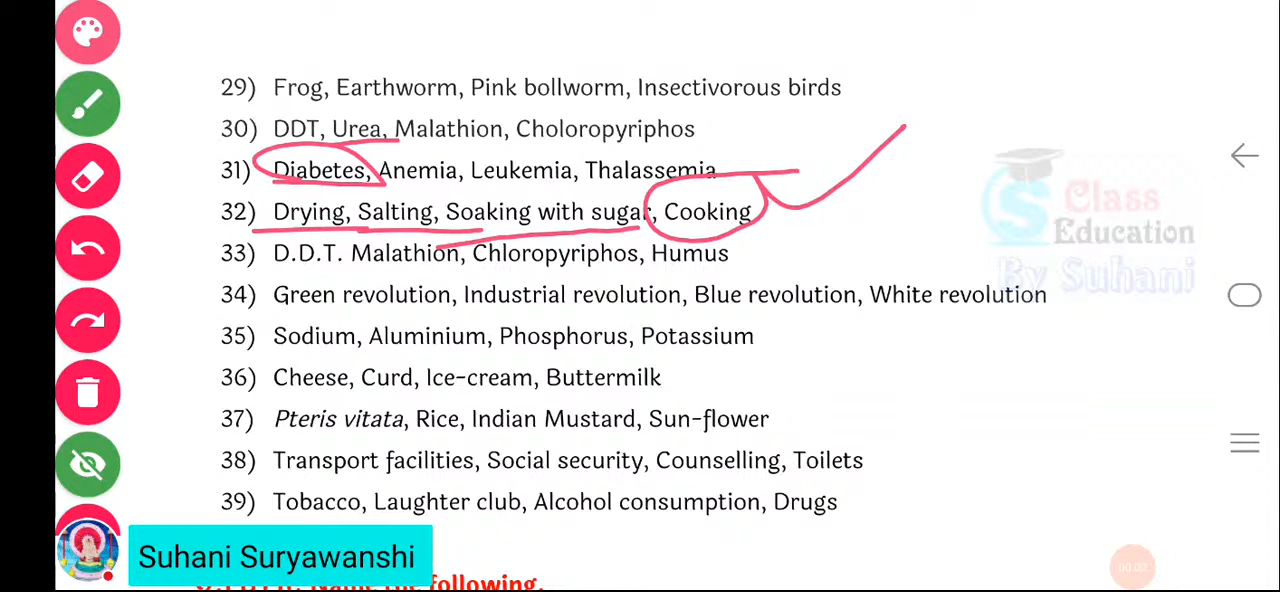 29) Frog, Earthworm, Pink bollworm, Insectivorous birds
30) DDT, Urea, Malathion, Choloropyriphos
31) Diabetes, Anemia, Leukemia, Thalassemia
32) Drying, Salting, Soaking with sugar, Cooking
33) D.D.T. Malathion, Chloropyriphos, Humus
34) Green revolution, Industrial revolution, Blue revolution, White revolution
35) Sodium, Aluminium, Phosphorus, Potassium
36) Cheese, Curd, Ice-cream, Buttermilk
37) Pteris vitata, Rice, Indian Mustard, Sun-flower
38) Transport facilities, Social security, Counselling, Toilets
39) Tobacco, Laughter club, Alcohol consumption, Drugs
Class
Education
By Suhani
Suhani Suryawanshi
00:02
Name the following.